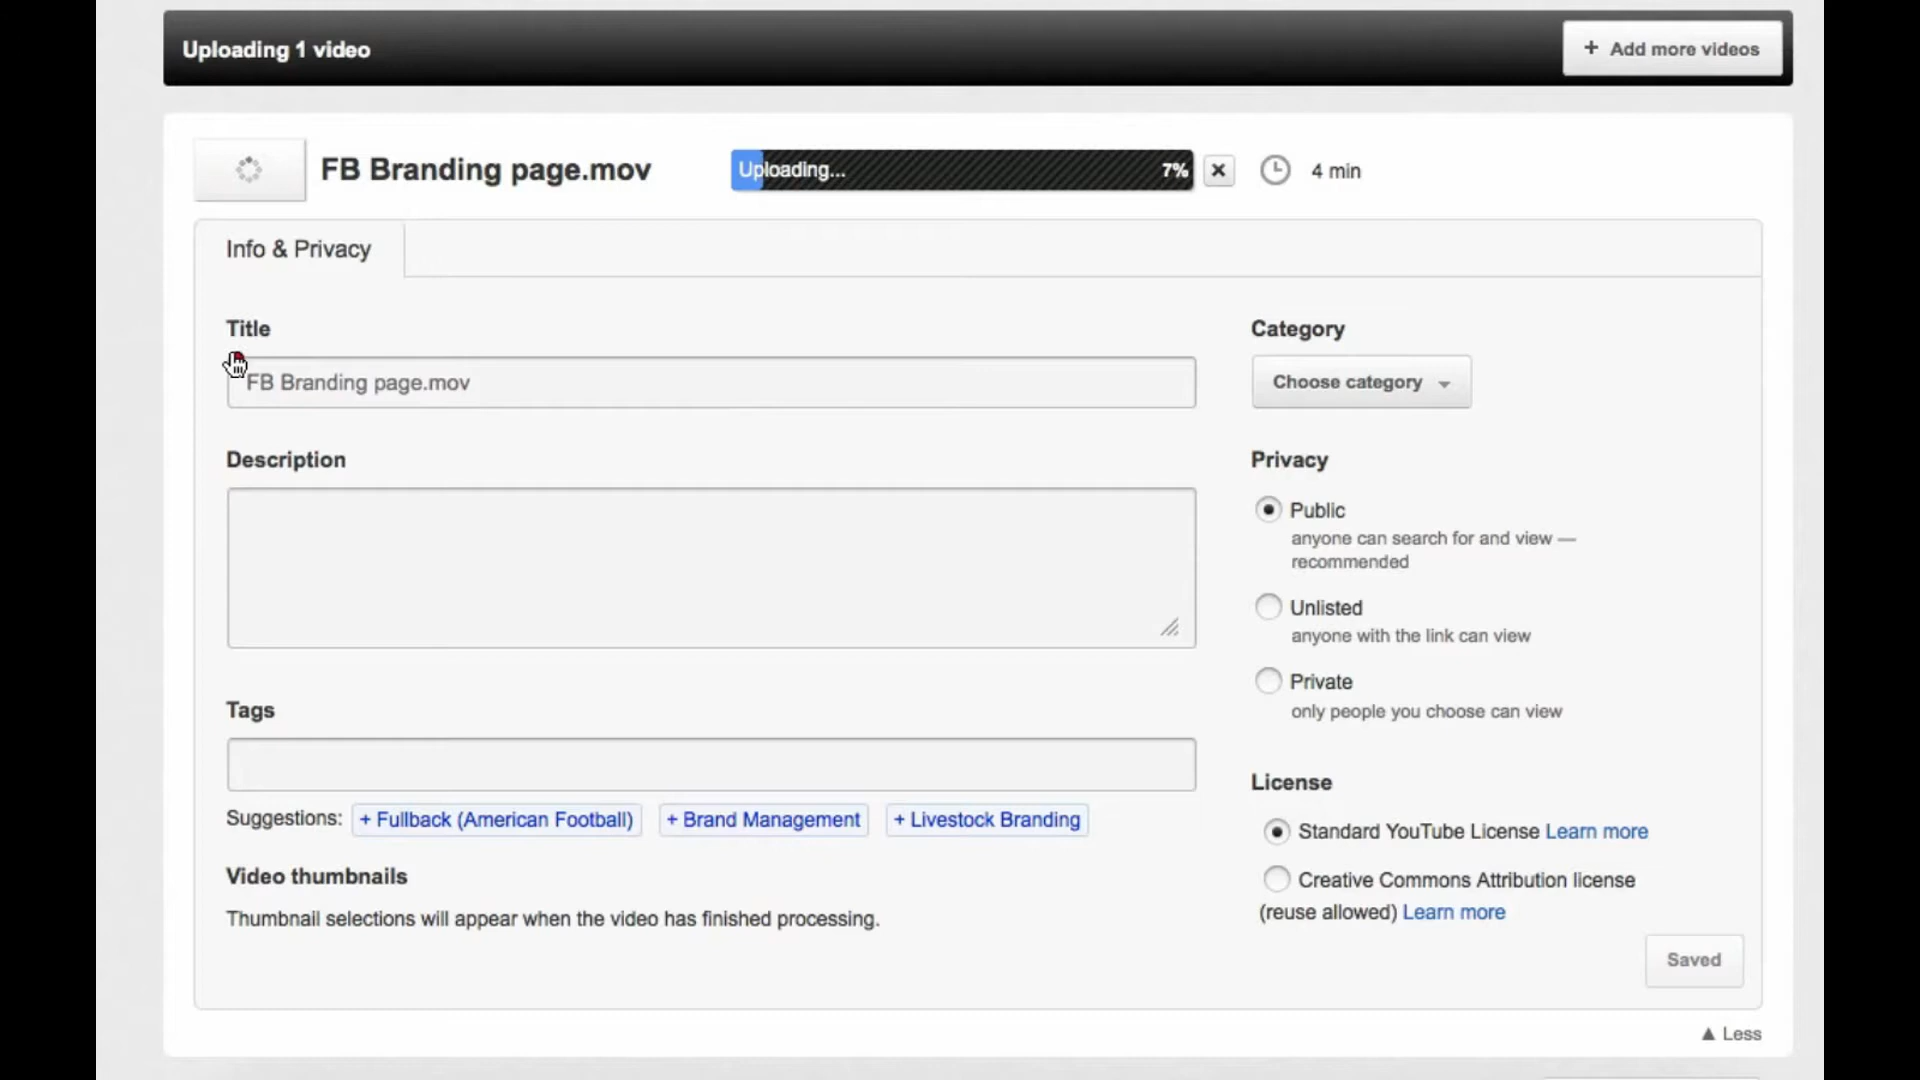 Uploading 1 video
+ Add more videos
FB Branding page.mov
Uploading... 7%
4 min
Info & Privacy
Title
FB Branding page.mov
Category
Choose category
Description
Privacy
Public
anyone can search for and view —
recommended
Unlisted
anyone with the link can view
Private
only people you choose can view
Tags
Suggestions: + Fullback (American Football) + Brand Management + Livestock Branding
License
Standard YouTube License Learn more
Creative Commons Attribution license
(reuse allowed) Learn more
Video thumbnails
Thumbnail selections will appear when the video has finished processing.
Saved
▲ Less